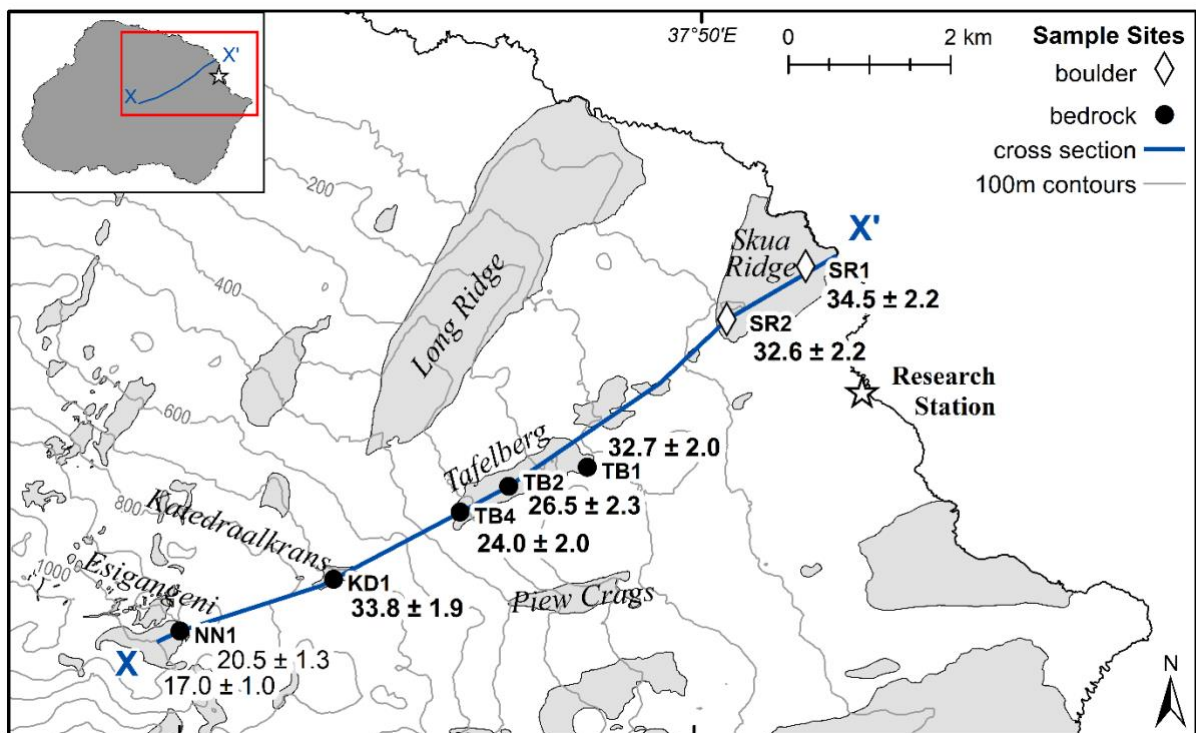 X'
X
37°50'E
0
2 km
Sample Sites
boulder
bedrock
cross section
100m contours
200
400
600
800
1000
Long Ridge
Skua
Ridge
X'
SR1
34.5 ± 2.2
SR2
32.6 ± 2.2
Research
Station
Tafelberg
32.7 ± 2.0
TB1
TB2
26.5 ± 2.3
TB4
24.0 ± 2.0
Katedraalkrans
KD1
33.8 ± 1.9
Piew Crags
Esigangeni
NN1
X
20.5 ± 1.3
17.0 ± 1.0
N